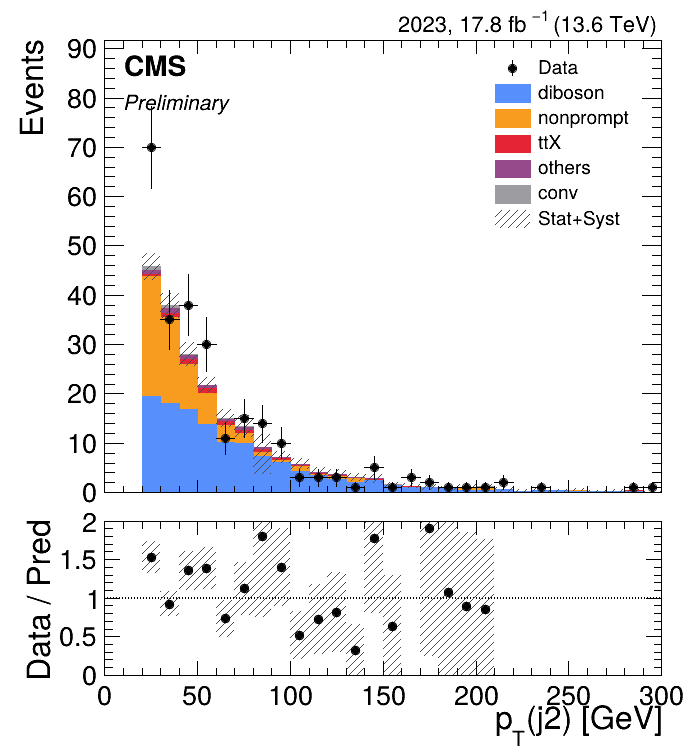 2023, 17.8 fb⁻¹ (13.6 TeV)
CMS
Preliminary
Data
diboson
nonprompt
ttX
others
conv
Stat+Syst
Events
90
80
70
60
50
40
30
20
10
0
Data / Pred
2
1.5
1
0.5
0
0 50 100 150 200 250 300
p_T(j2) [GeV]